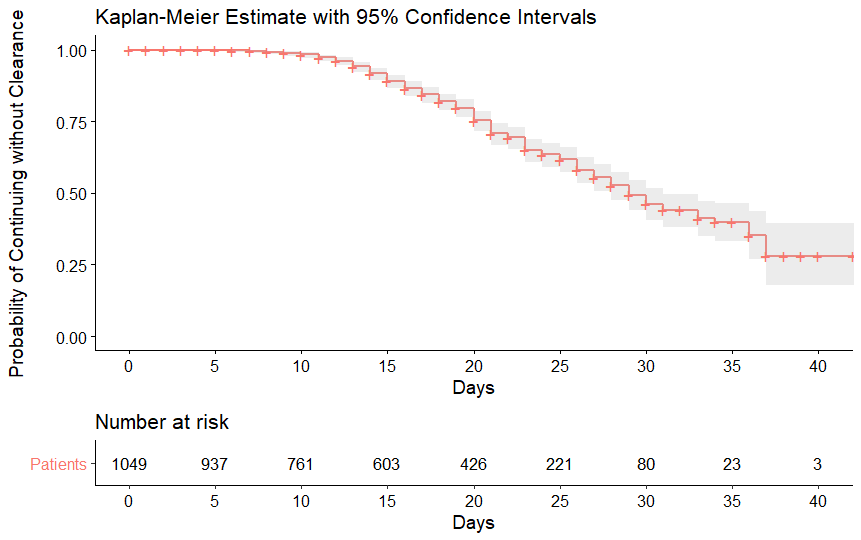 Kaplan-Meier Estimate with 95% Confidence Intervals
Probability of Continuing without Clearance
1.00
0.75
0.50
0.25
0.00
0 5 10 15 20 25 30 35 40
Days
Number at risk
Patients 1049 937 761 603 426 221 80 23 3
0 5 10 15 20 25 30 35 40
Days